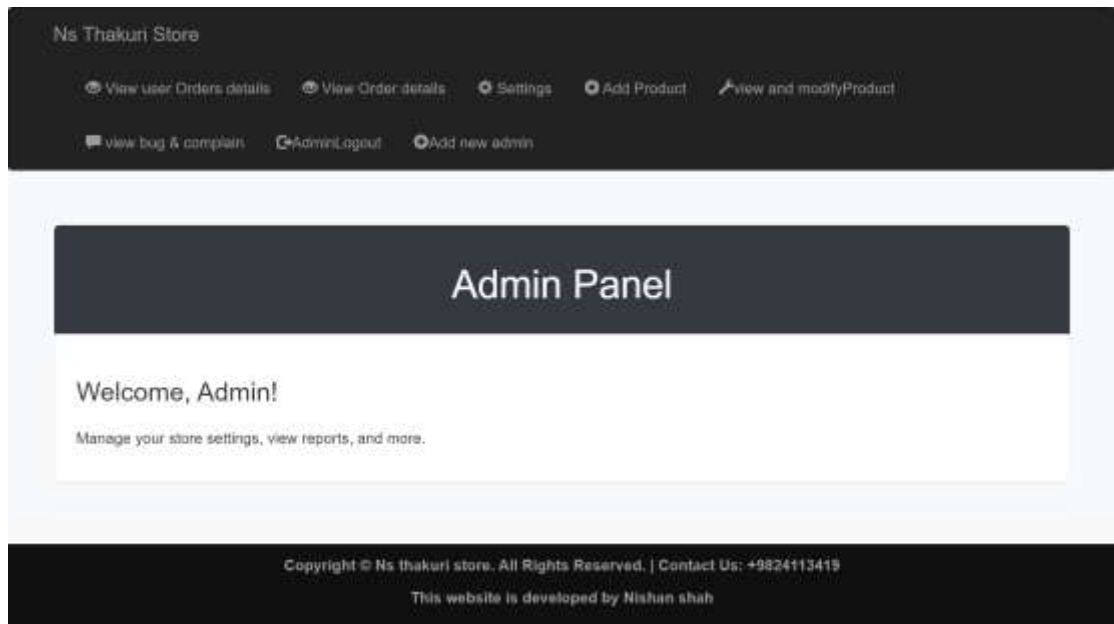 Ns Thakuri Store
View user Orders details View Order details Settings Add Product view and modifyProduct
view bug & complain AdminLogout Add new admin
Admin Panel
Welcome, Admin!
Manage your store settings, view reports, and more.
Copyright © Ns thakuri store. All Rights Reserved. | Contact Us: +9824113419
This website is developed by Nishan shah